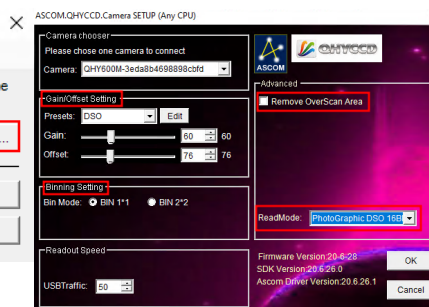 ASCOM.QHYCCD.Camera SETUP (Any CPU)
Camera chooser
Please chose one camera to connect
Camera: QHY600M-3eda8b4698898cbfd
ASCOM
QHYCCD
Gain/Offset Setting
Presets: DSO Edit
Gain: 60 60
Offset: 76 76
Advanced
Remove OverScan Area
Binning Setting
Bin Mode: BIN 1*1 BIN 2*2
ReadMode: PhotoGraphic DSO 16B
Readout Speed
USBTraffic: 50
Firmware Version:20-6-28
SDK Version:20.6.26.0
Ascom Driver Version:20.6.26.1
OK
Cancel
...